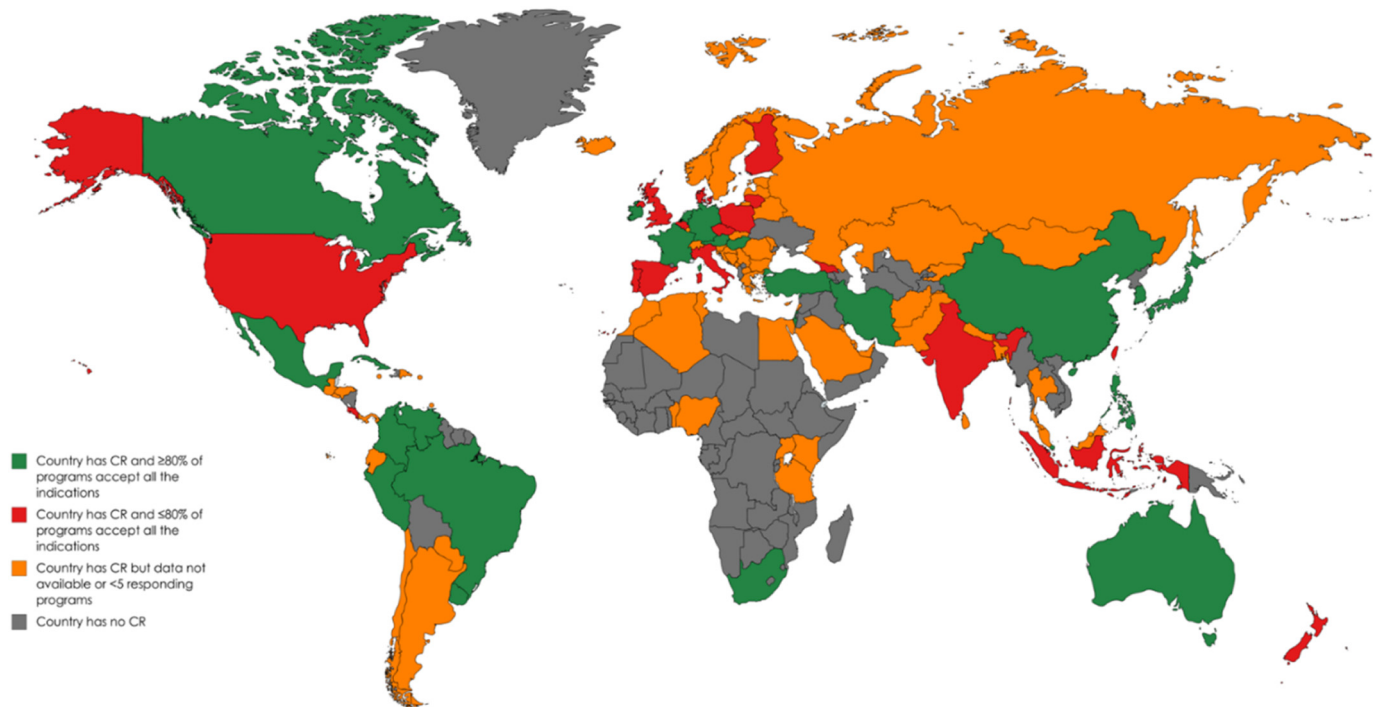 Country has CR and ≥80% of
programs accept all the
indications
Country has CR and ≤80% of
programs accept all the
indications
Country has CR but data not
available or <5 responding
programs
Country has no CR